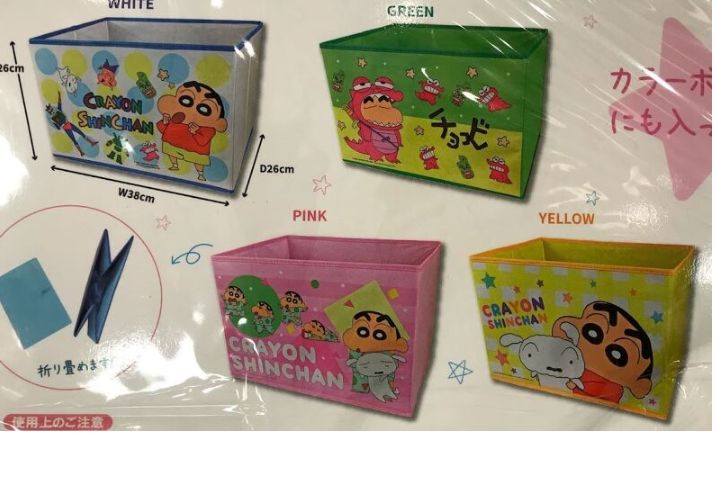 WHITE
GREEN
26cm
CRAYON
SHINCHAN
D26cm
W38cm
チョコビ
カラーボ
にも入っ
PINK
YELLOW
CRAYON
SHINCHAN
CRAYON
SHINCHAN
折り畳めます
使用上のご注意